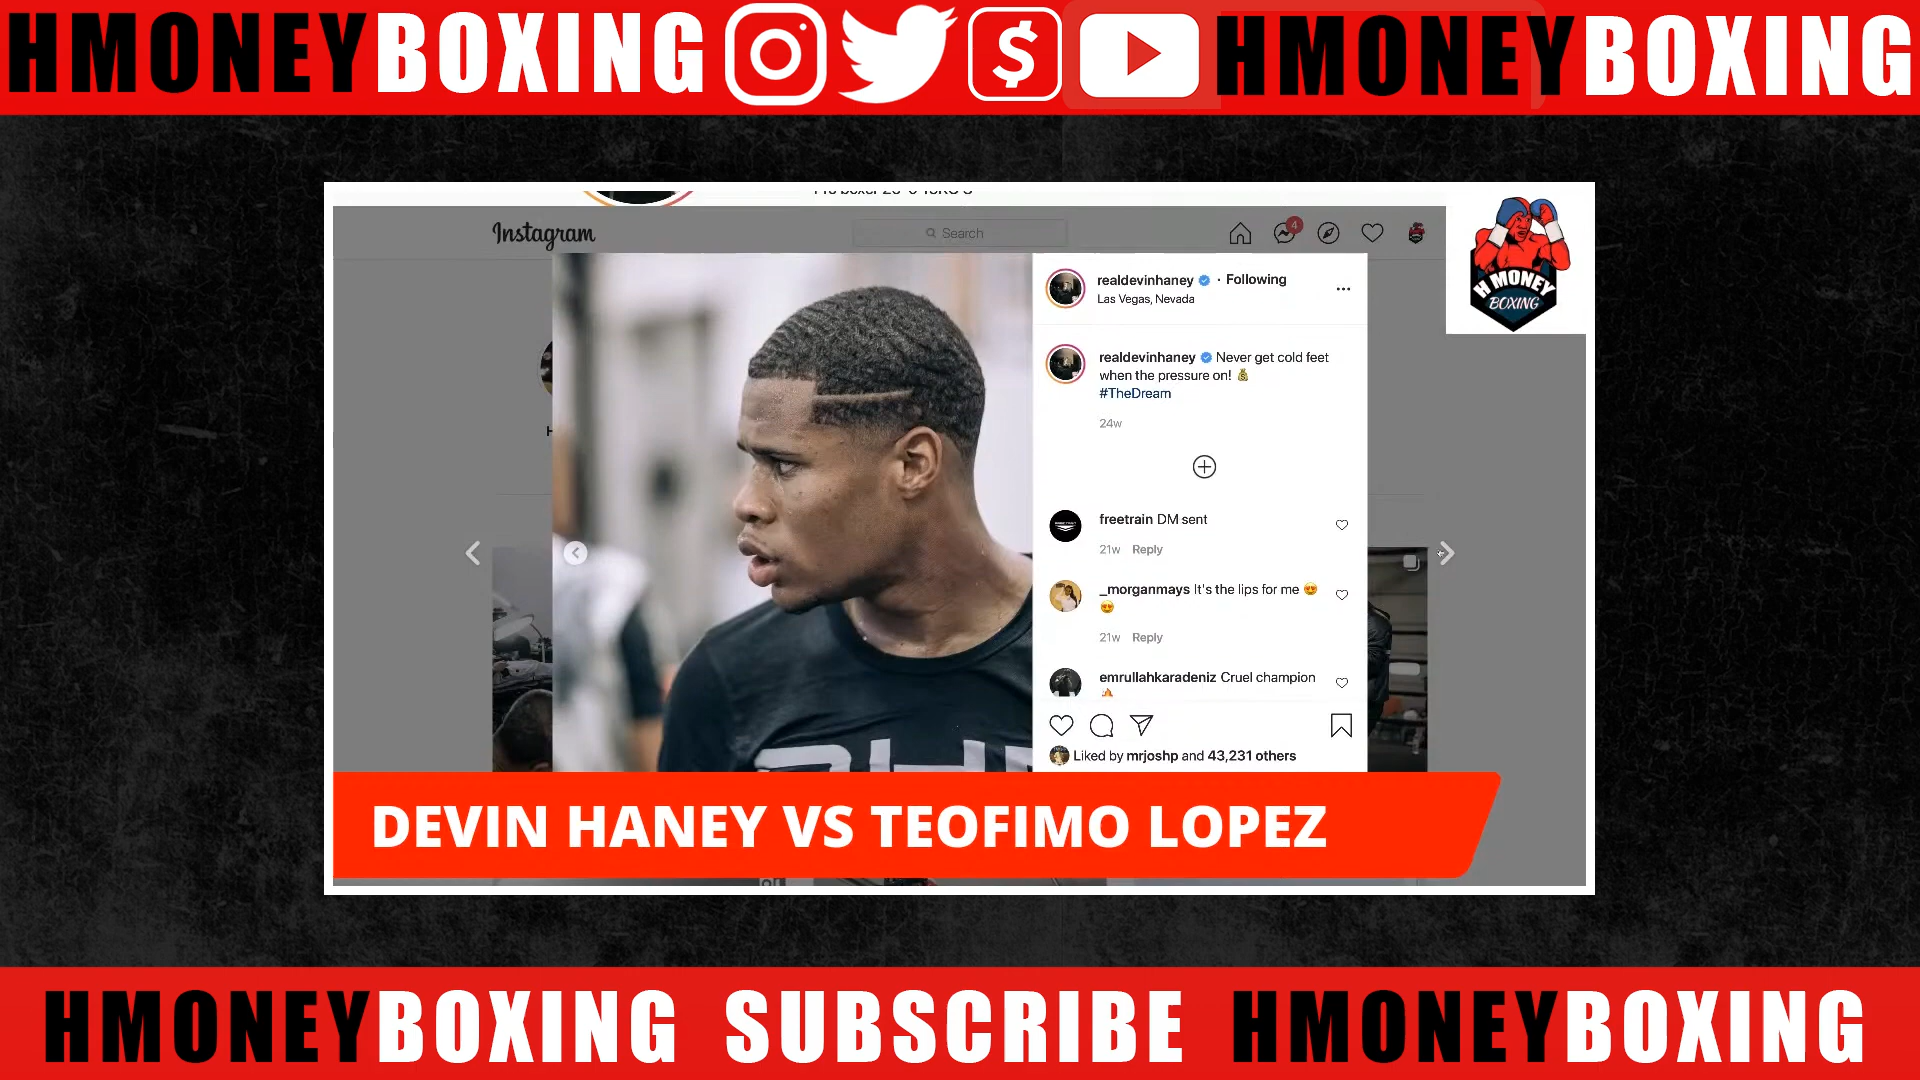 HMONEYBOXING HMONEYBOXING
Instagram
Search
4
H MONEY
BOXING
realdevinhaney · Following
Las Vegas, Nevada
realdevinhaney Never get cold feet
when the pressure on! 💰
#TheDream
24w
freetrain DM sent
21w Reply
_morganmays It's the lips for me 😍
😍
21w Reply
emrullahkaradeniz Cruel champion
🔥
Liked by mrjoshp and 43,231 others
DEVIN HANEY VS TEOFIMO LOPEZ
HMONEYBOXING SUBSCRIBE HMONEYBOXING